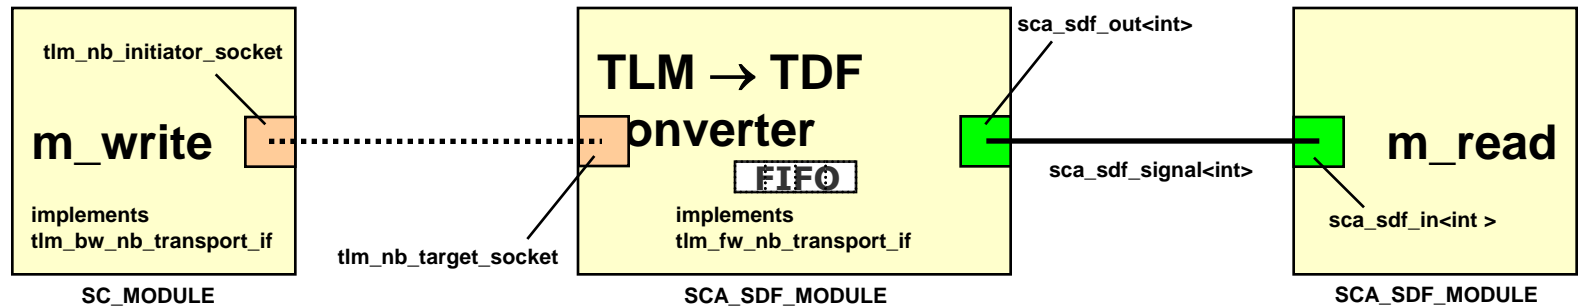 tlm_nb_initiator_socket
m_write
implements
tlm_bw_nb_transport_if
SC_MODULE
tlm_nb_target_socket
TLM → TDF
onverter
FIFO
implements
tlm_fw_nb_transport_if
SCA_SDF_MODULE
sca_sdf_out<int>
sca_sdf_signal<int>
m_read
sca_sdf_in<int >
SCA_SDF_MODULE